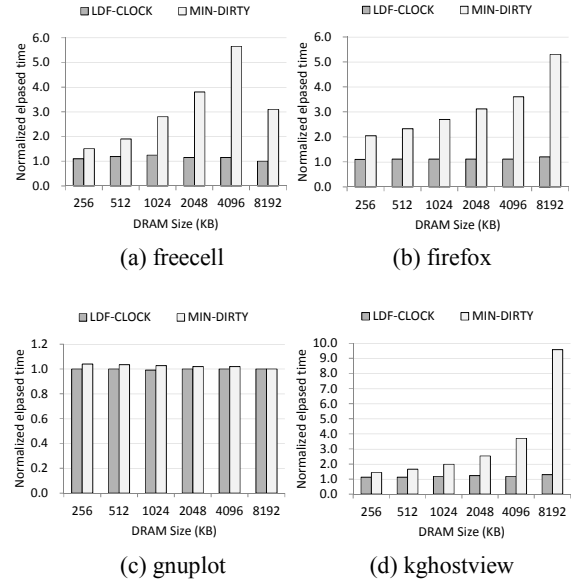 LDF-CLOCK MIN-DIRTY
Normalized elpased time
6.0
5.0
4.0
3.0
2.0
1.0
0.0
256 512 1024 2048 4096 8192
DRAM Size (KB)
(a) freecell
LDF-CLOCK MIN-DIRTY
Normalized elpased time
6.0
5.0
4.0
3.0
2.0
1.0
0.0
256 512 1024 2048 4096 8192
DRAM Size (KB)
(b) firefox
LDF-CLOCK MIN-DIRTY
Normalized elpased time
1.2
1.0
0.8
0.6
0.4
0.2
0.0
256 512 1024 2048 4096 8192
DRAM Size (KB)
(c) gnuplot
LDF-CLOCK MIN-DIRTY
Normalized elpased time
10.0
9.0
8.0
7.0
6.0
5.0
4.0
3.0
2.0
1.0
0.0
256 512 1024 2048 4096 8192
DRAM Size (KB)
(d) kghostview